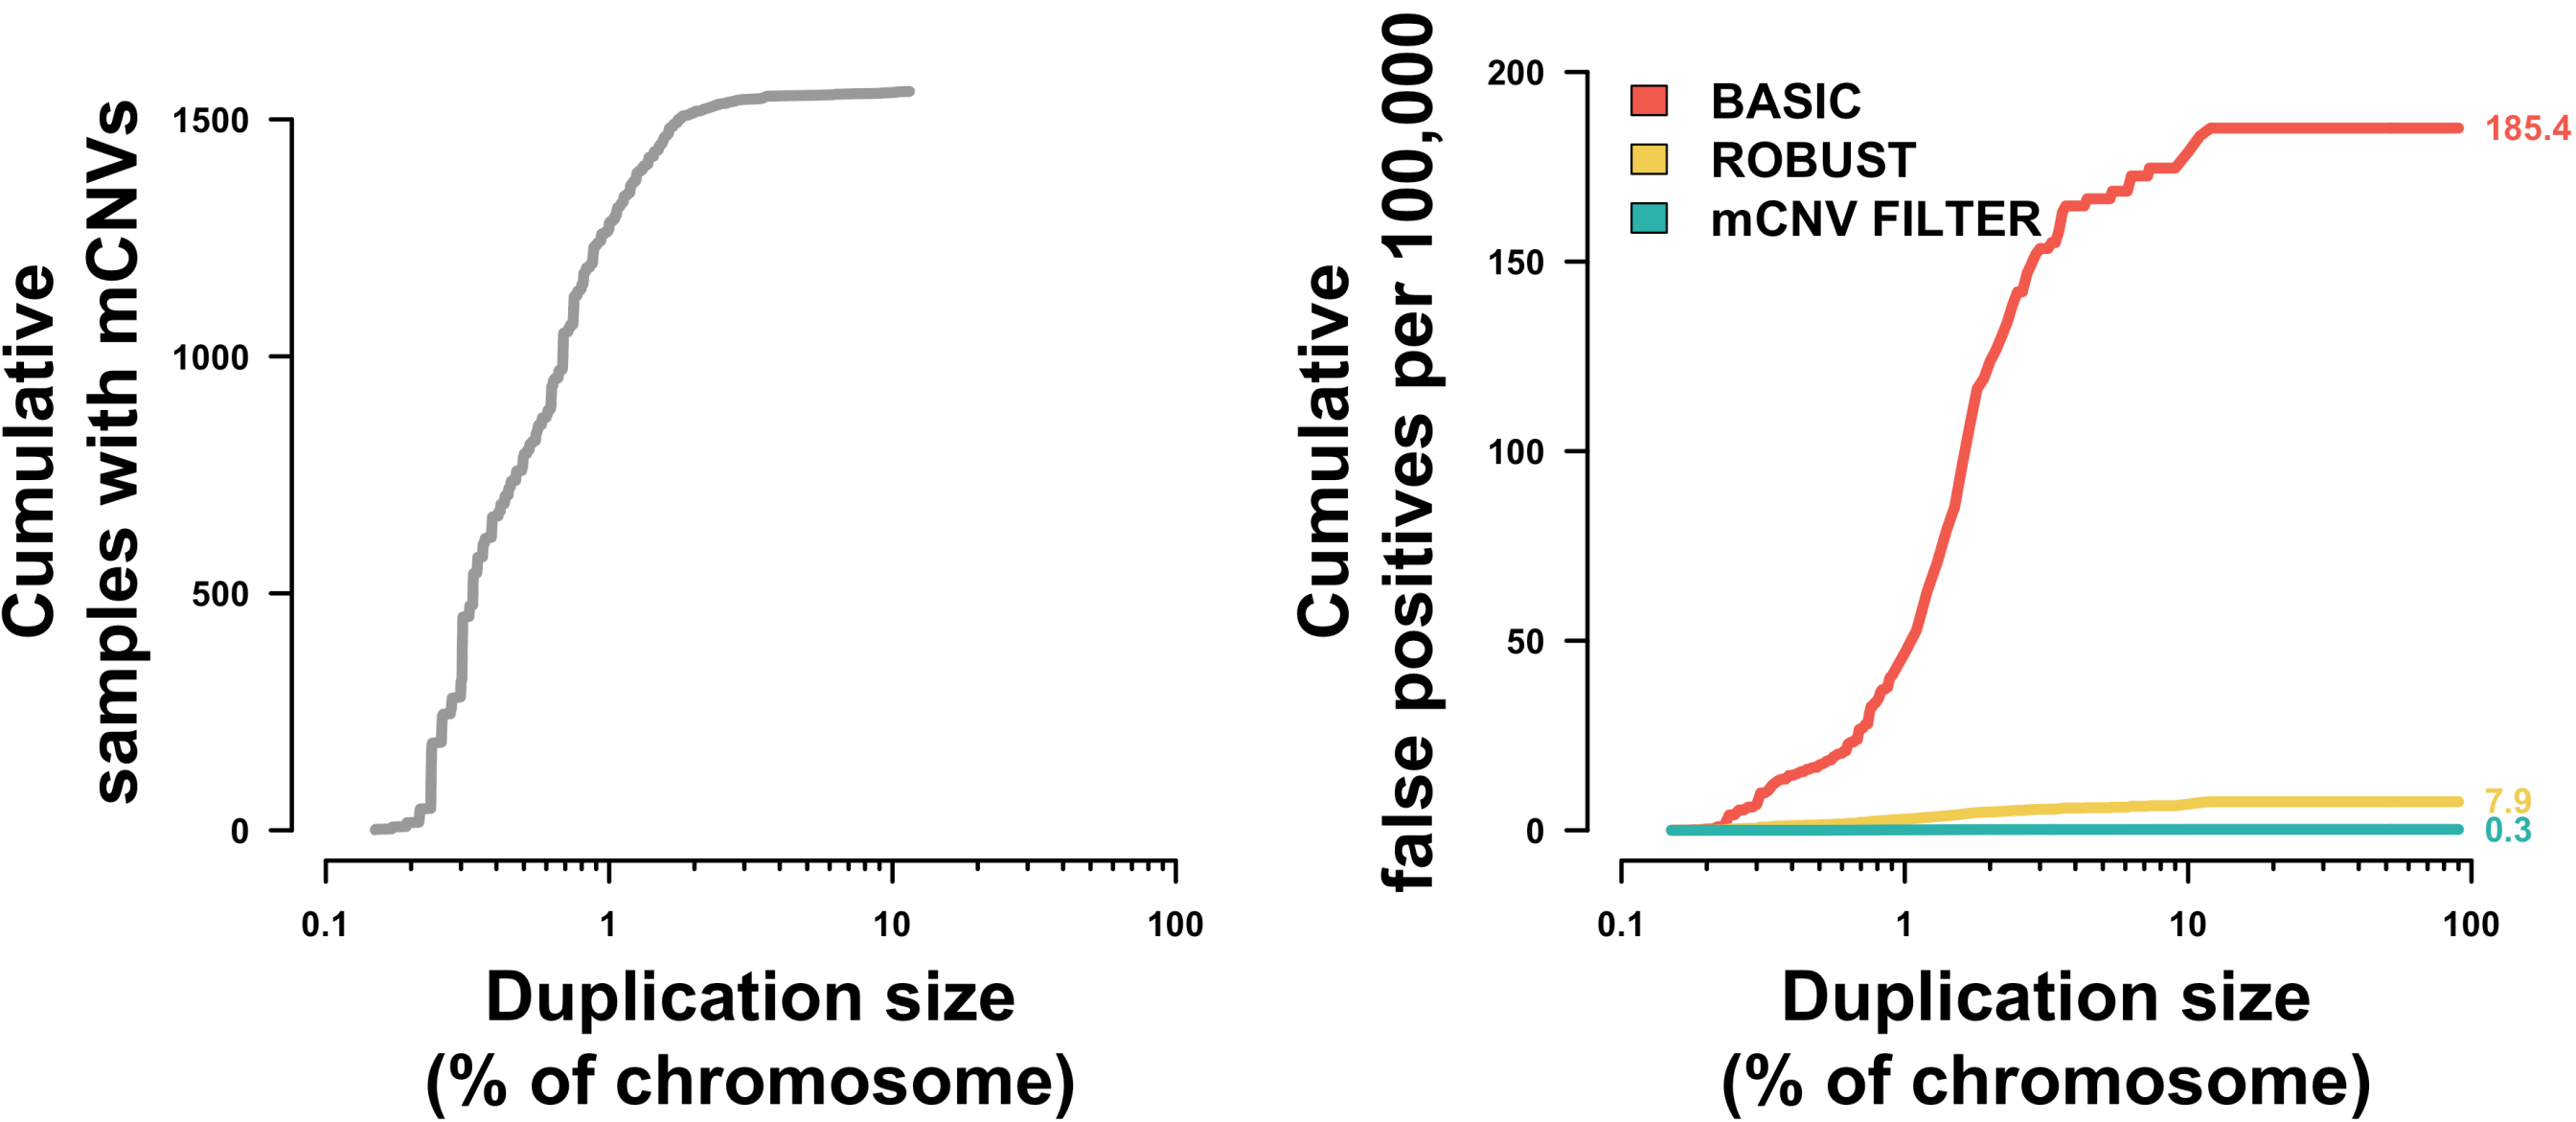 Cumulative
samples with mCNVs
1500
1000
500
0
0.1 1 10 100
Duplication size
(% of chromosome)
Cumulative
false positives per 100,000
200
150
100
50
0
BASIC
ROBUST
mCNV FILTER
185.4
7.9
0.3
0.1 1 10 100
Duplication size
(% of chromosome)